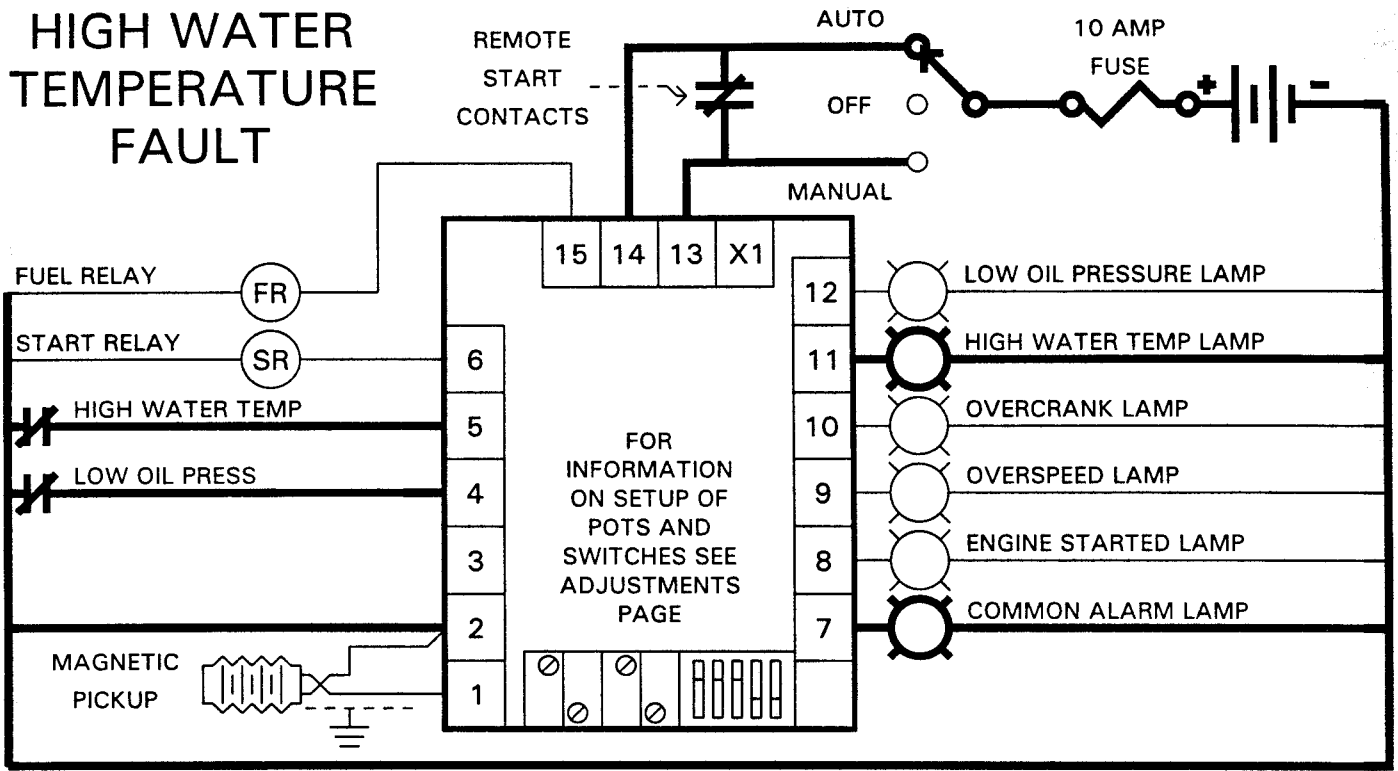 HIGH WATER
TEMPERATURE
FAULT
REMOTE
START
CONTACTS
AUTO
OFF
MANUAL
10 AMP
FUSE
+
-
15 14 13 X1
FUEL RELAY
FR
START RELAY
SR
HIGH WATER TEMP
LOW OIL PRESS
6
5
4
3
2
1
MAGNETIC
PICKUP
FOR
INFORMATION
ON SETUP OF
POTS AND
SWITCHES SEE
ADJUSTMENTS
PAGE
12
11
10
9
8
7
LOW OIL PRESSURE LAMP
HIGH WATER TEMP LAMP
OVERCRANK LAMP
OVERSPEED LAMP
ENGINE STARTED LAMP
COMMON ALARM LAMP